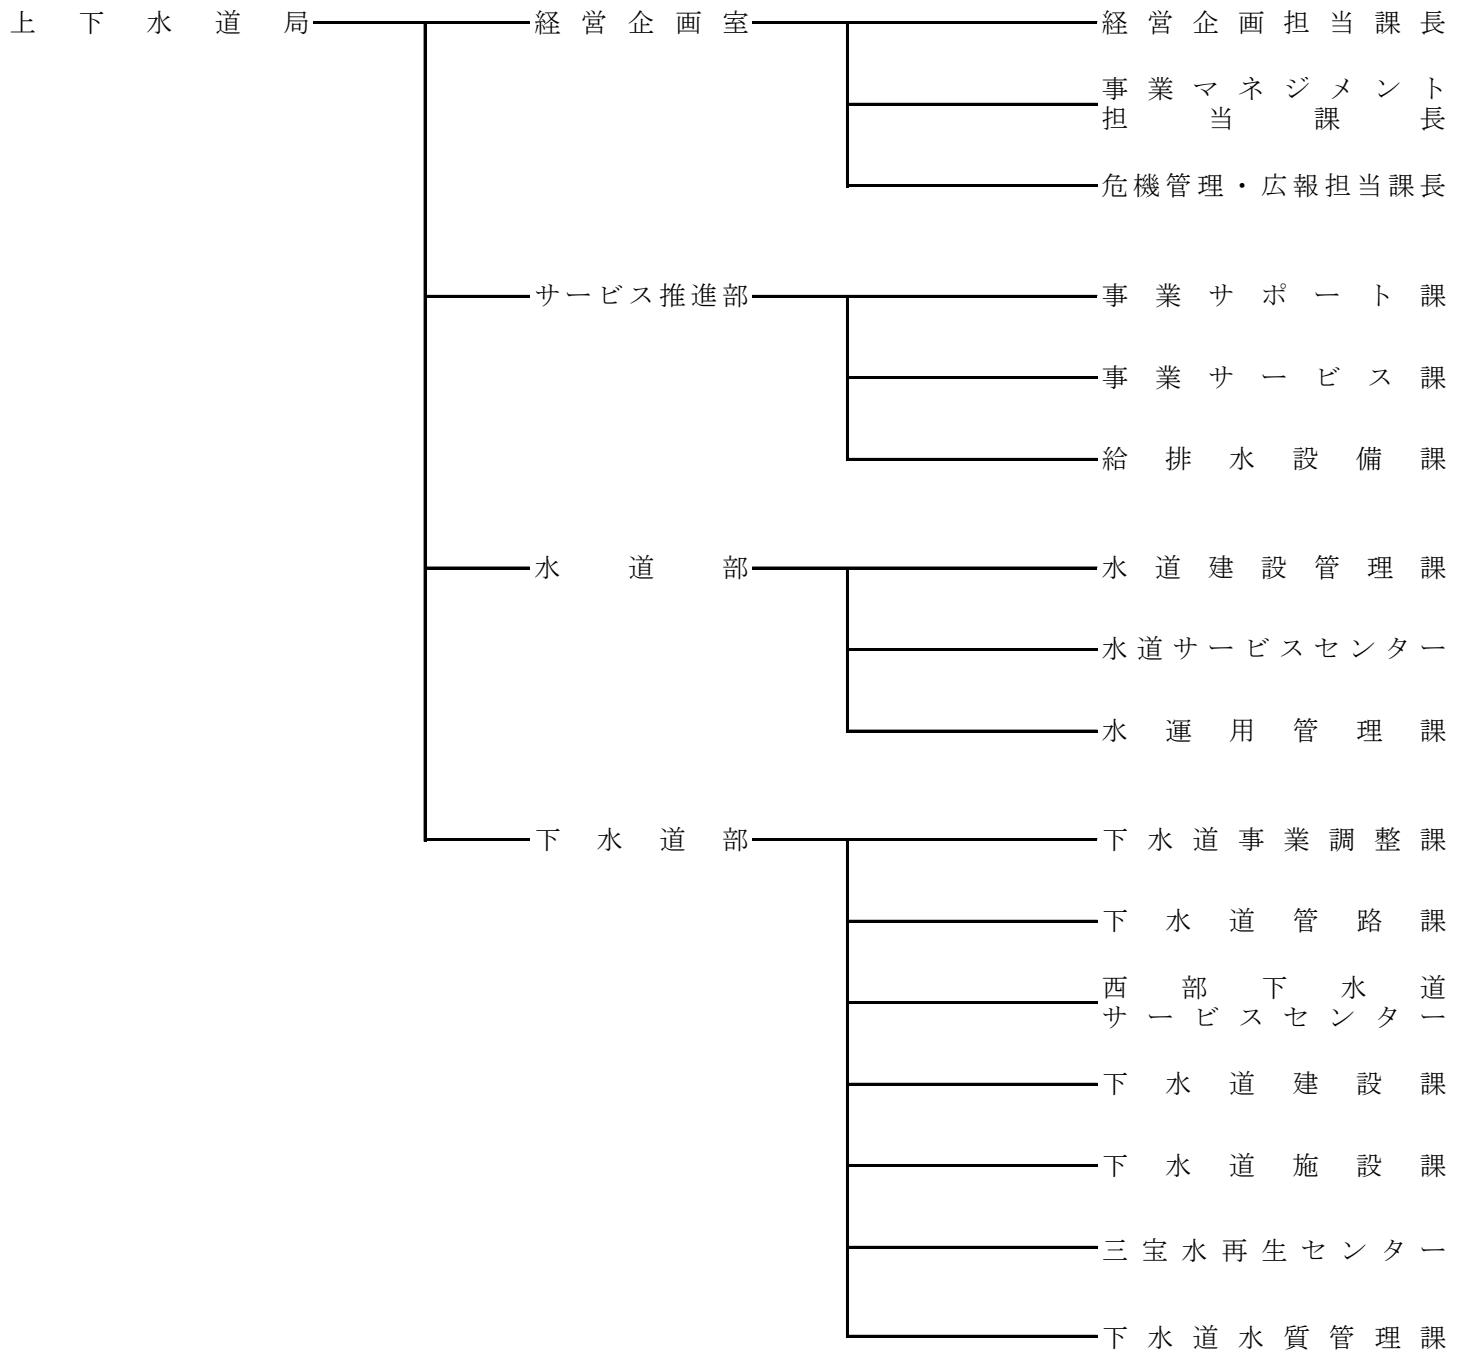 上下水道局
経営企画室
経営企画担当課長
事業マネジメント
担当課長
危機管理・広報担当課長
サービス推進部
事業サポート課
事業サービス課
給排水設備課
水道部
水道建設管理課
水道サービスセンター
水運用管理課
下水道部
下水道事業調整課
下水道管路課
西部下水道
サービスセンター
下水道建設課
下水道施設課
三宝水再生センター
下水道水質管理課